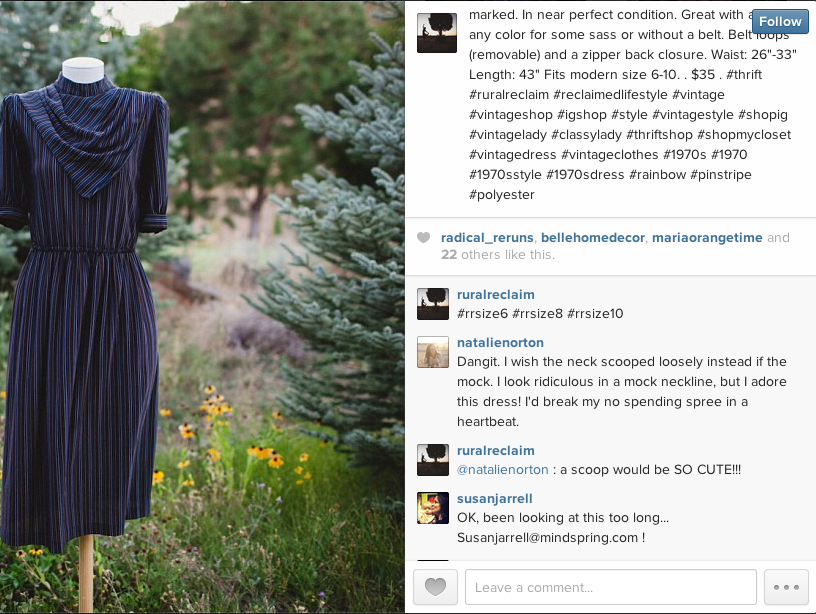 marked. In near perfect condition. Great with a
Follow
any color for some sass or without a belt. Belt loops
(removable) and a zipper back closure. Waist: 26"-33"
Length: 43" Fits modern size 6-10. . $35 . #thrift
#ruralreclaim #reclaimedlifestyle #vintage
#vintageshop #igshop #style #vintagestyle #shopig
#vintagelady #classylady #thriftshop #shopmycloset
#vintagedress #vintageclothes #1970s #1970
#1970sstyle #1970sdress #rainbow #pinstripe
#polyester
radical_reruns, bellehomedecor, mariaorangetime and
22 others like this.
ruralreclaim
#rrsize6 #rrsize8 #rrsize10
natalienorton
Dangit. I wish the neck scooped loosely instead if the
mock. I look ridiculous in a mock neckline, but I adore
this dress! I'd break my no spending spree in a
heartbeat.
ruralreclaim
@natalienorton : a scoop would be SO CUTE!!!
susanjarrell
OK, been looking at this too long...
Susanjarrell@mindspring.com !
Leave a comment...